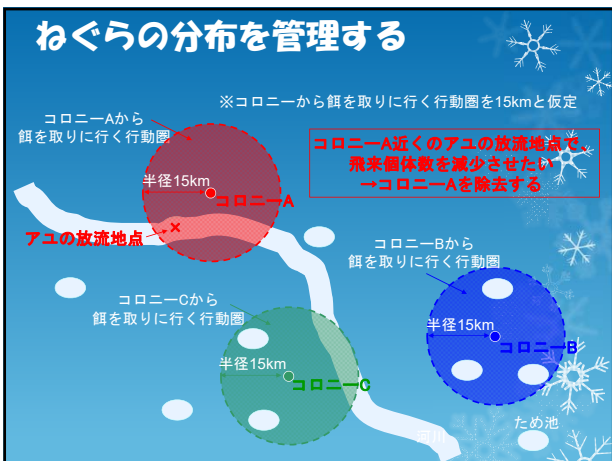 ねぐらの分布を管理する
※コロニーから餌を取りに行く行動圏を15kmと仮定
コロニーAから
餌を取りに行く行動圏
コロニーA近くのアユの放流地点で、
飛来個体数を減少させたい
→コロニーAを除去する
半径15km
コロニーA
アユの放流地点
コロニーBから
餌を取りに行く行動圏
コロニーCから
餌を取りに行く行動圏
半径15km
コロニーB
半径15km
コロニーC
ため池
河川